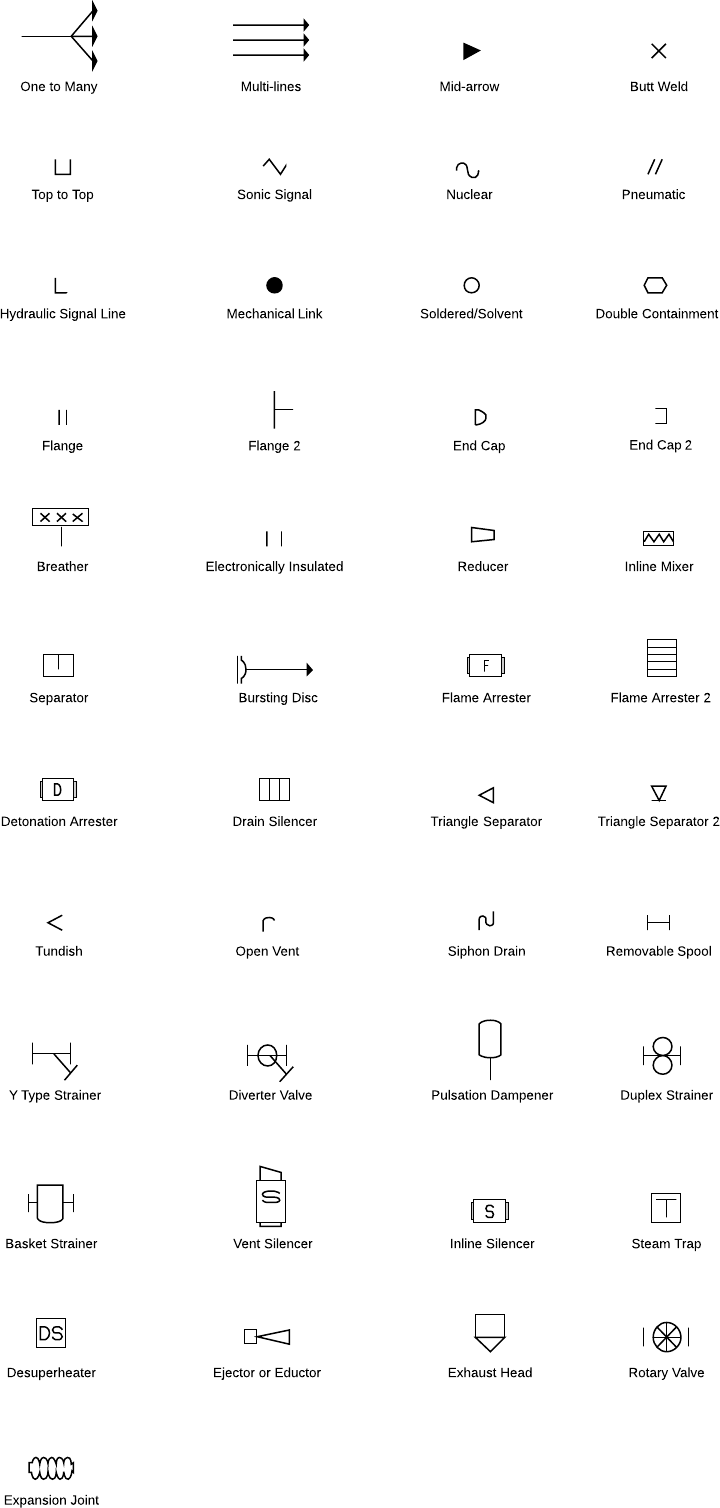 One to Many
Multi-lines
Mid-arrow
Butt Weld
Top to Top
Sonic Signal
Nuclear
Pneumatic
Hydraulic Signal Line
Mechanical Link
Soldered/Solvent
Double Containment
Flange
Flange 2
End Cap
End Cap 2
Breather
Electronically Insulated
Reducer
Inline Mixer
F
Separator
Bursting Disc
Flame Arrester
Flame Arrester 2
D
Detonation Arrester
Drain Silencer
Triangle Separator
Triangle Separator 2
Tundish
Open Vent
Siphon Drain
Removable Spool
Y Type Strainer
Diverter Valve
Pulsation Dampener
Duplex Strainer
S
S
T
Basket Strainer
Vent Silencer
Inline Silencer
Steam Trap
DS
Desuperheater
Ejector or Eductor
Exhaust Head
Rotary Valve
Expansion Joint